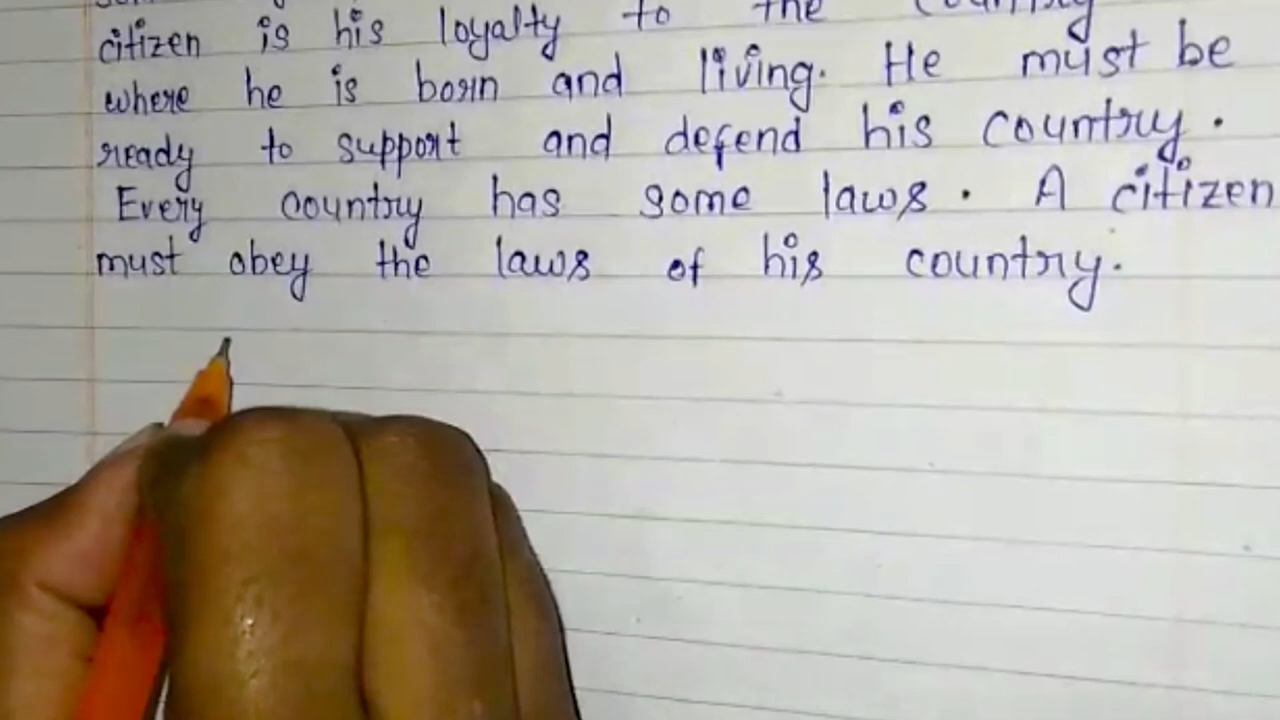 citizen is his loyalty to the country
where he is born and living. He must be
ready to support and defend his country.
Every country has some laws. A citizen
must obey the laws of his country.